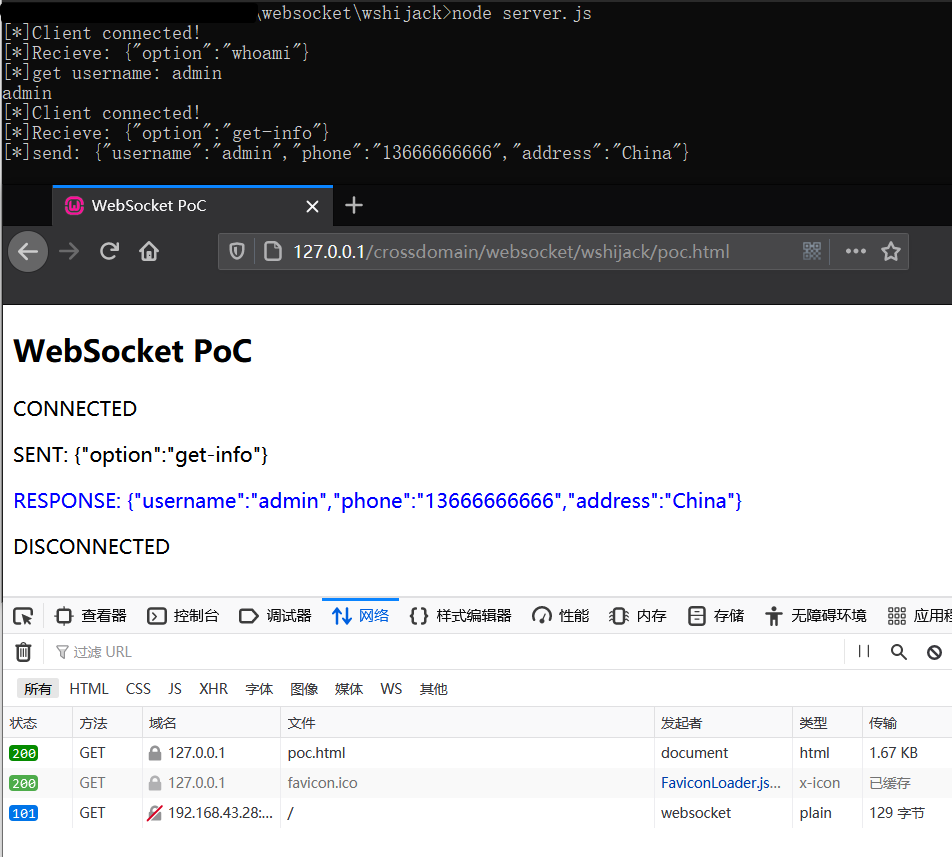 \websocket\wshijack>node server.js
[*]Client connected!
[*]Recieve: {"option":"whoami"}
[*]get username: admin
admin
[*]Client connected!
[*]Recieve: {"option":"get-info"}
[*]send: {"username":"admin","phone":"13666666666","address":"China"}
WebSocket PoC
127.0.0.1/crossdomain/websocket/wshijack/poc.html
WebSocket PoC
CONNECTED
SENT: {"option":"get-info"}
RESPONSE: {"username":"admin","phone":"13666666666","address":"China"}
DISCONNECTED
查看器 控制台 调试器 网络 {} 样式编辑器 性能 内存 存储 无障碍环境 应用程
过滤 URL
所有 HTML CSS JS XHR 字体 图像 媒体 WS 其他
状态 方法 域名 文件 发起者 类型 传输
200 GET 127.0.0.1 poc.html document html 1.67 KB
200 GET 127.0.0.1 favicon.ico FaviconLoader.js... x-icon 已缓存
101 GET 192.168.43.28:... / websocket plain 129 字节